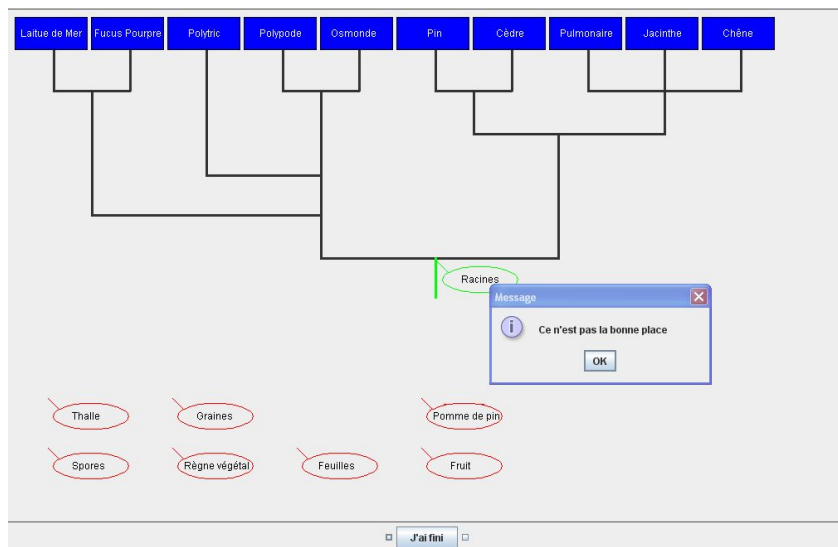 Laitue de Mer Fucus Pourpre Polytric Polypode Osmonde Pin Cèdre Pulmonaire Jacinthe Chêne
Racines
Message
Ce n'est pas la bonne place
OK
Thalle Graines Pomme de pin
Spores Règne végétal Feuilles Fruit
J'ai fini